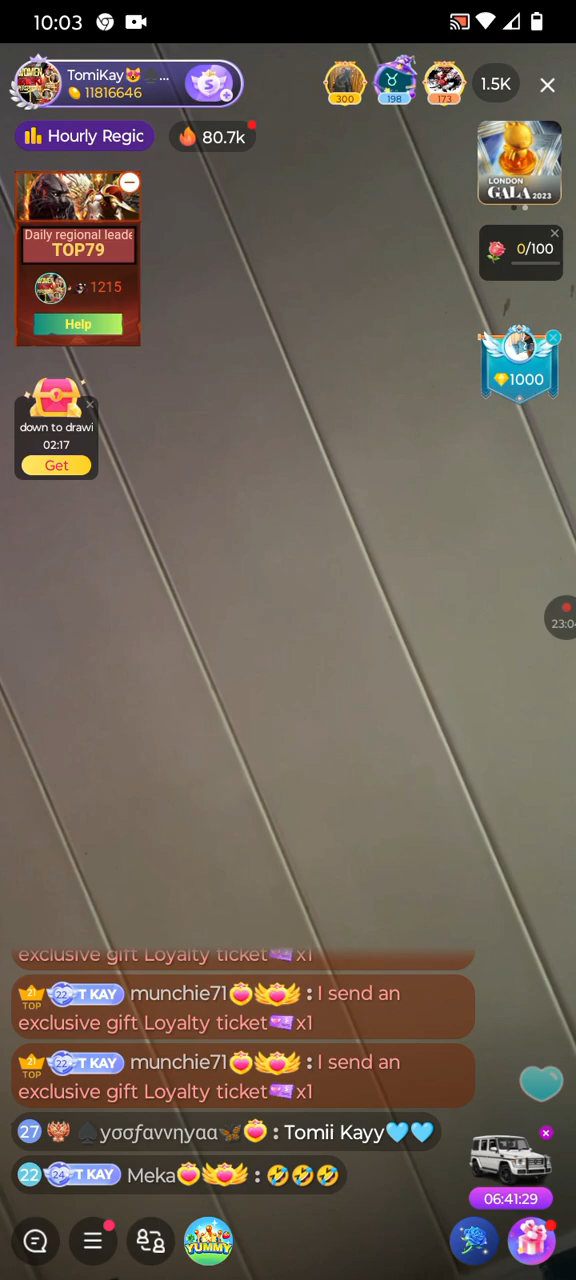 10:03
TomiKay😻♠️...
11816646
S
300
198
173
1.5K
Hourly Regic
80.7k
LONDON
GALA 2023
Daily regional leade
TOP79
1215
Help
0/100
1000
down to drawi
02:17
Get
23:04
exclusive gift Loyalty ticket x1
21 TOP 22 T KAY munchie71 : I send an
exclusive gift Loyalty ticket x1
21 TOP 22 T KAY munchie71 : I send an
exclusive gift Loyalty ticket x1
27 ♠️ყσσfαvvηყαα🦋 : Tomii Kayy🩵🩵
22 24 T KAY Meka : 🤣🤣🤣
06:41:29
YUMMY